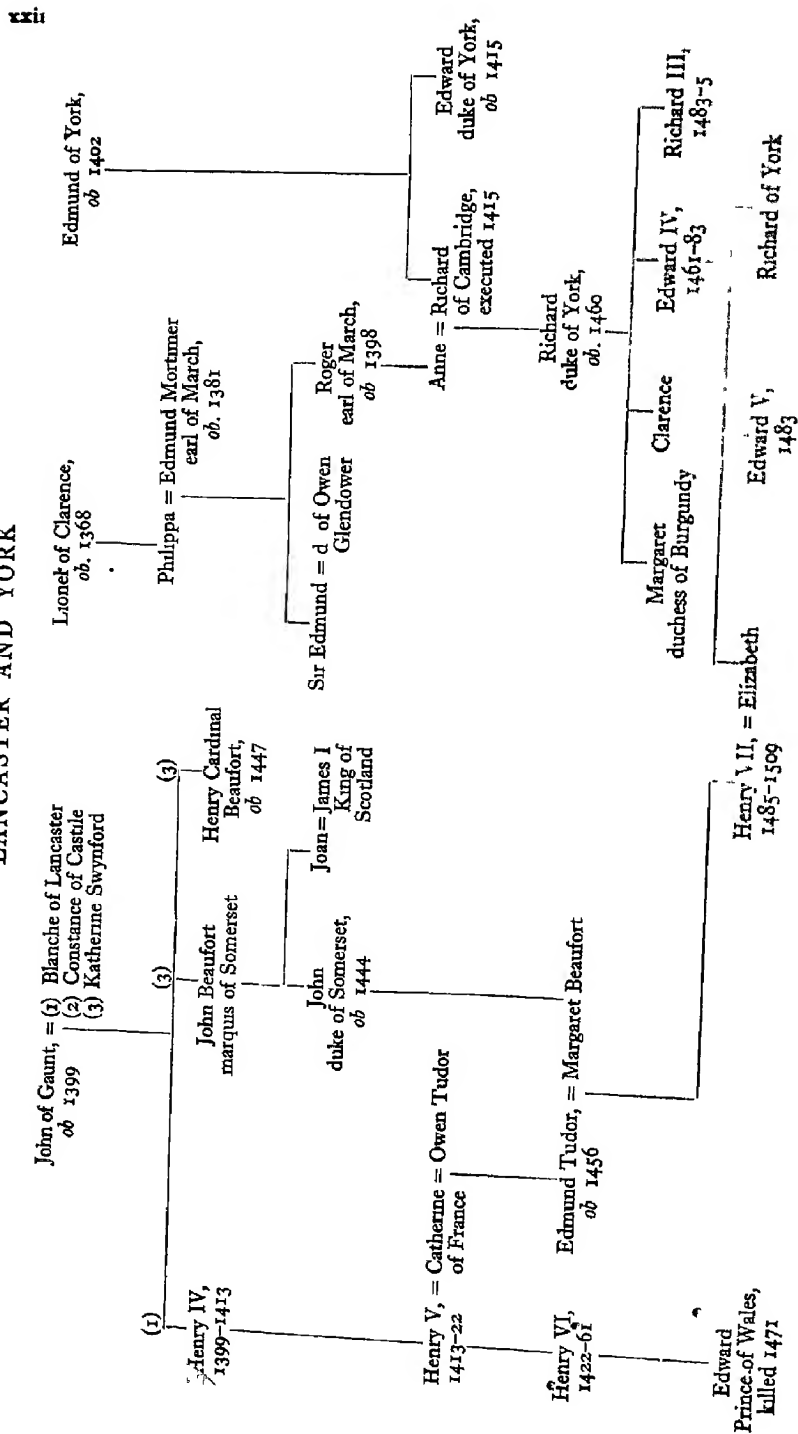 xxii
LANCASTER AND YORK
John of Gaunt, = (1) Blanche of Lancaster
ob 1399
(2) Constance of Castile
(3) Katherine Swynford
Lionel of Clarence,
ob. 1368
Edmund of York,
ob 1402
Philippa = Edmund Mortimer
earl of March,
ob. 1381
(1)
(3)
(3)
Henry IV,
1399-1413
John Beaufort
marquis of Somerset
Henry Cardinal
Beaufort,
ob 1447
Sir Edmund = d of Owen
Glendower
Roger
earl of March,
ob 1398
John
duke of Somerset,
ob 1444
Joan = James I
King of
Scotland
Anne = Richard
of Cambridge,
executed 1415
Edward
duke of York,
ob 1415
Henry V, = Catherine = Owen Tudor
1413-22
of France
Richard
duke of York,
ob. 1460
Henry VI,
1422-61
Edmund Tudor, = Margaret Beaufort
ob 1456
Margaret
duchess of Burgundy
Clarence
Edward IV,
1461-83
Richard III,
1483-5
Edward
Prince of Wales,
killed 1471
Henry VII, = Elizabeth
1485-1509
Edward V,
1483
Richard of York